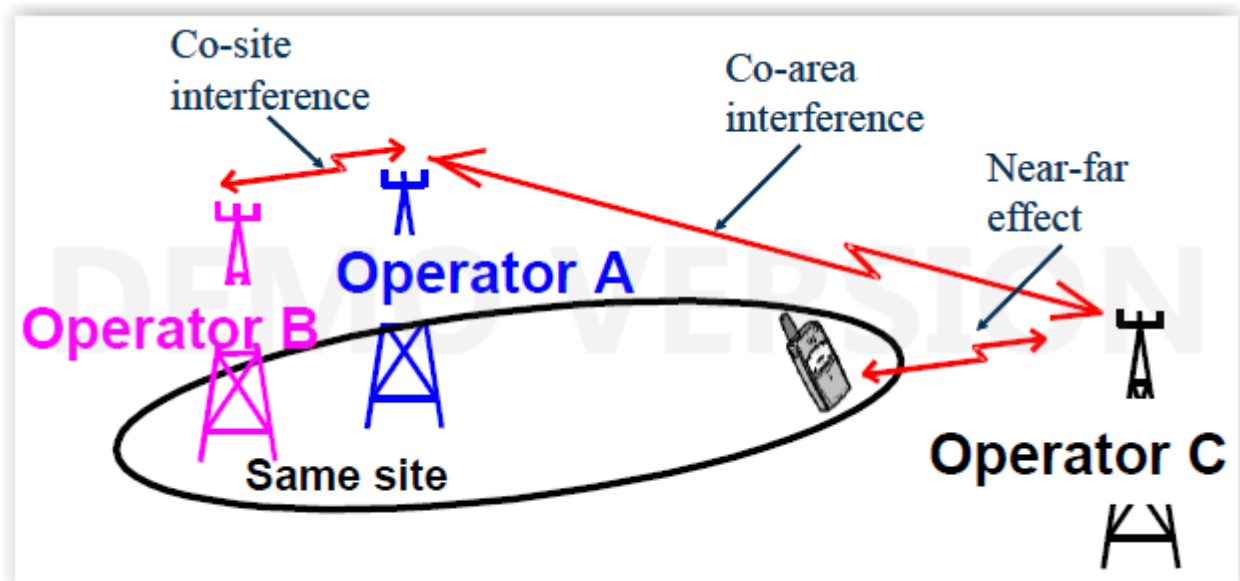 Co-site
interference
Co-area
interference
Near-far
effect
DEMO VERSION
Operator A
Operator B
Operator C
Same site